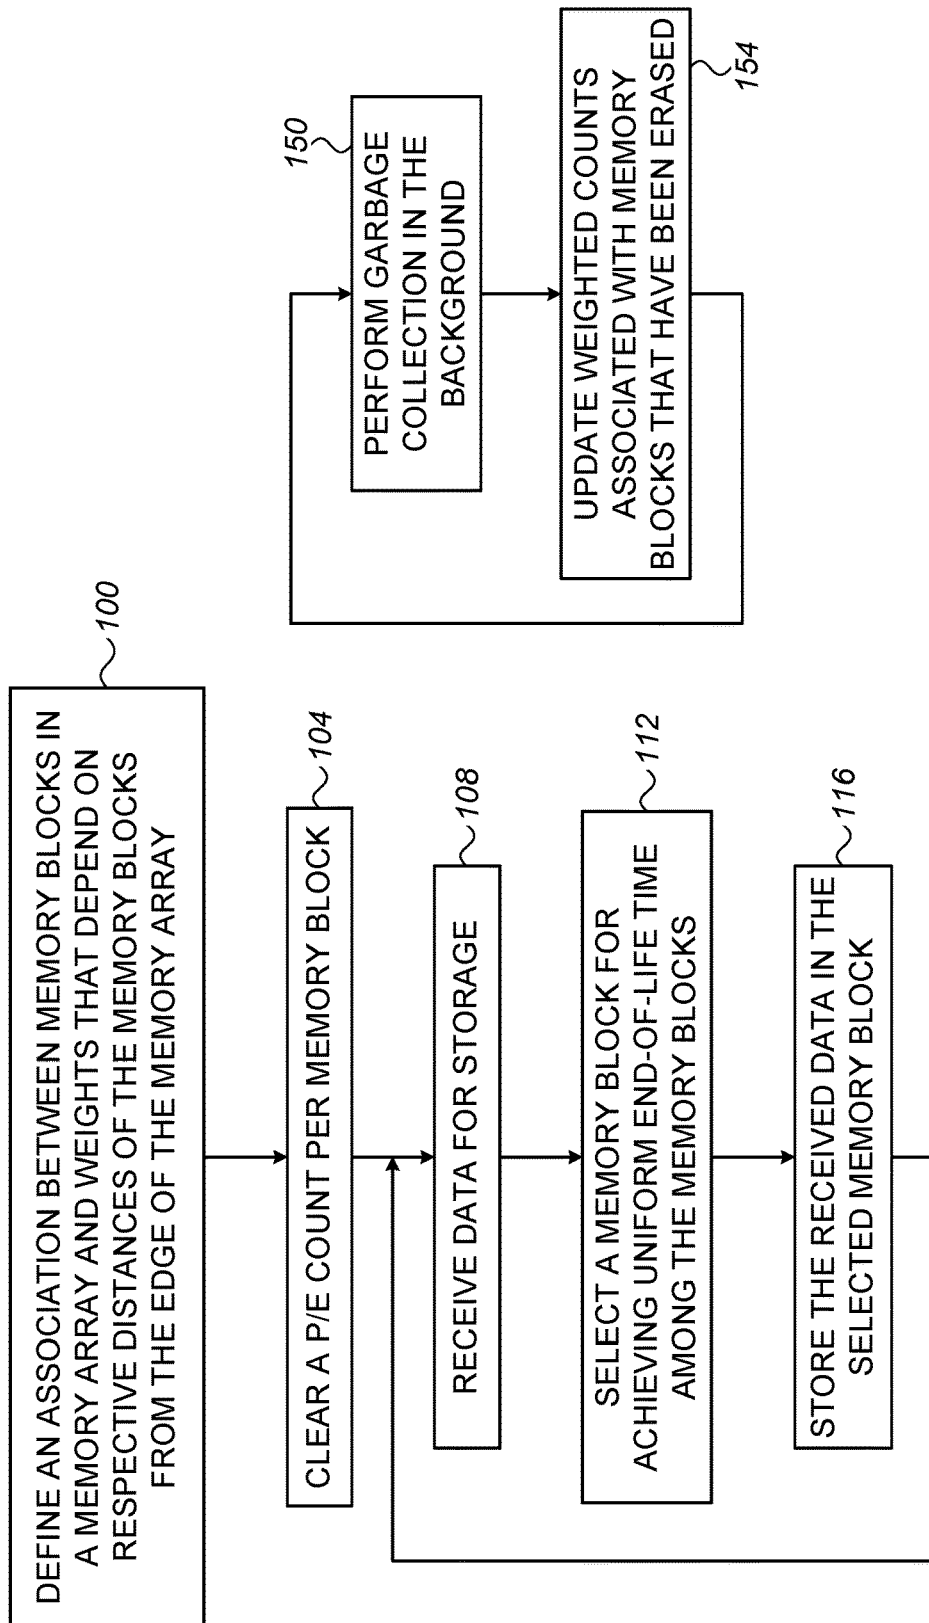 DEFINE AN ASSOCIATION BETWEEN MEMORY BLOCKS IN
A MEMORY ARRAY AND WEIGHTS THAT DEPEND ON
RESPECTIVE DISTANCES OF THE MEMORY BLOCKS
FROM THE EDGE OF THE MEMORY ARRAY
100
CLEAR A P/E COUNT PER MEMORY BLOCK
104
RECEIVE DATA FOR STORAGE
108
SELECT A MEMORY BLOCK FOR
ACHIEVING UNIFORM END-OF-LIFE TIME
AMONG THE MEMORY BLOCKS
112
STORE THE RECEIVED DATA IN THE
SELECTED MEMORY BLOCK
116
PERFORM GARBAGE
COLLECTION IN THE
BACKGROUND
150
UPDATE WEIGHTED COUNTS
ASSOCIATED WITH MEMORY
BLOCKS THAT HAVE BEEN ERASED
154